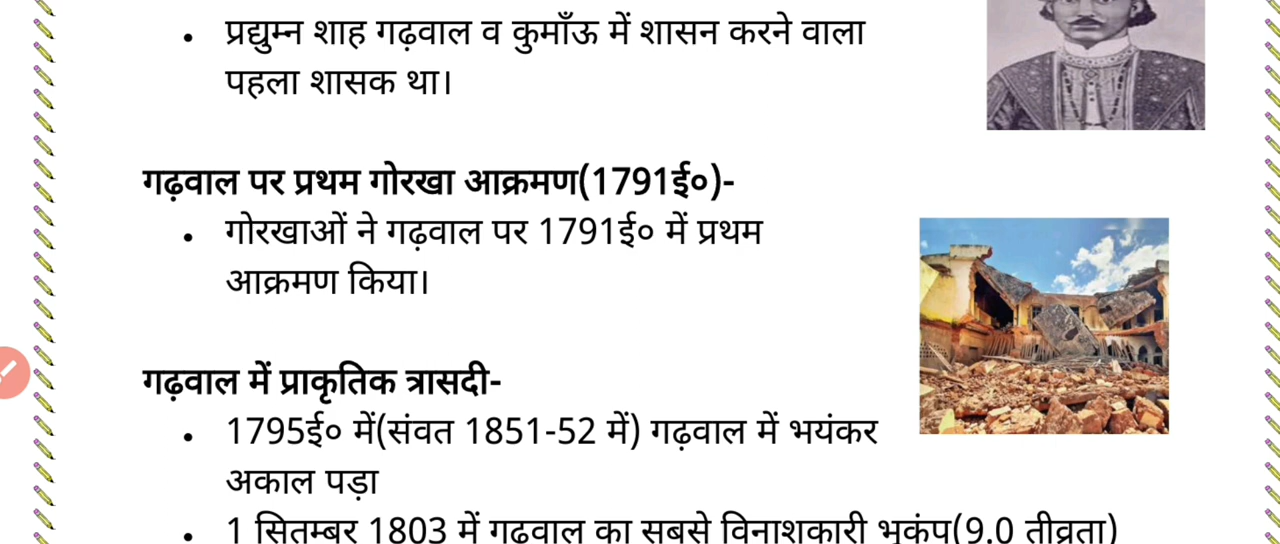 • प्रद्युम्न शाह गढ़वाल व कुमाँऊ में शासन करने वाला
पहला शासक था।
गढ़वाल पर प्रथम गोरखा आक्रमण(1791ई०)-
• गोरखाओं ने गढ़वाल पर 1791ई० में प्रथम
आक्रमण किया।
गढ़वाल में प्राकृतिक त्रासदी-
• 1795ई० में(संवत 1851-52 में) गढ़वाल में भयंकर
अकाल पड़ा
• 1 सितम्बर 1803 में गढ़वाल का सबसे विनाशकारी भूकंप(9.0 तीव्रता)